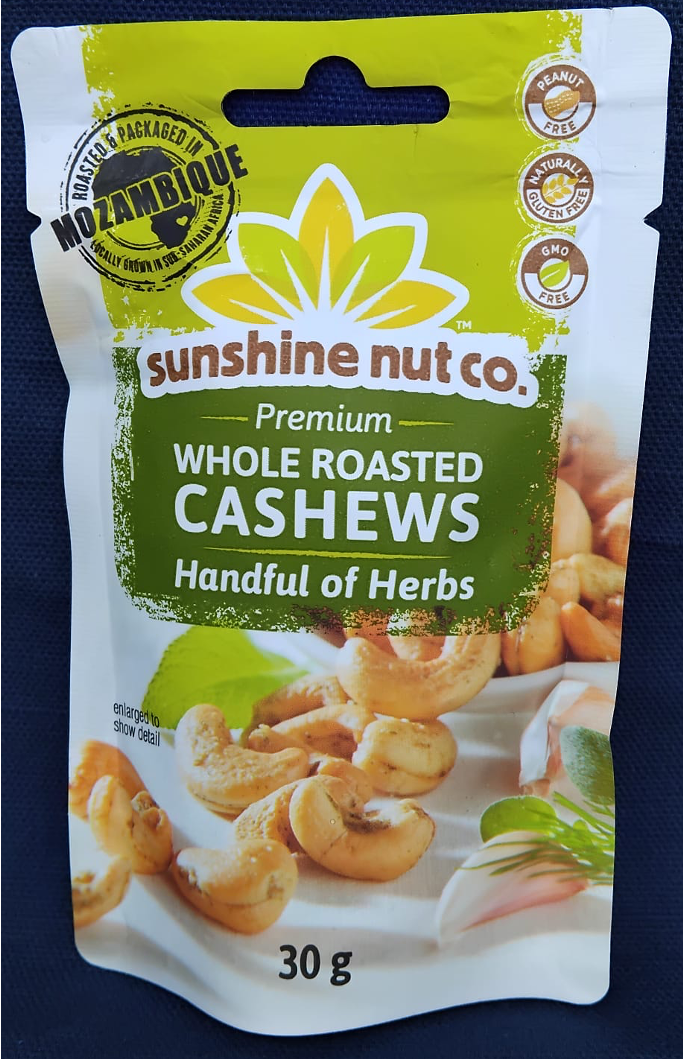 ROASTED & PACKAGED IN
MOZAMBIQUE
LOCALLY GROWN IN SUB-SAHARAN AFRICA
PEANUT
FREE
NATURALLY
GLUTEN FREE
GMO
FREE
TM
sunshine nut co.
Premium
WHOLE ROASTED
CASHEWS
Handful of Herbs
enlarged to
show detail
30 g